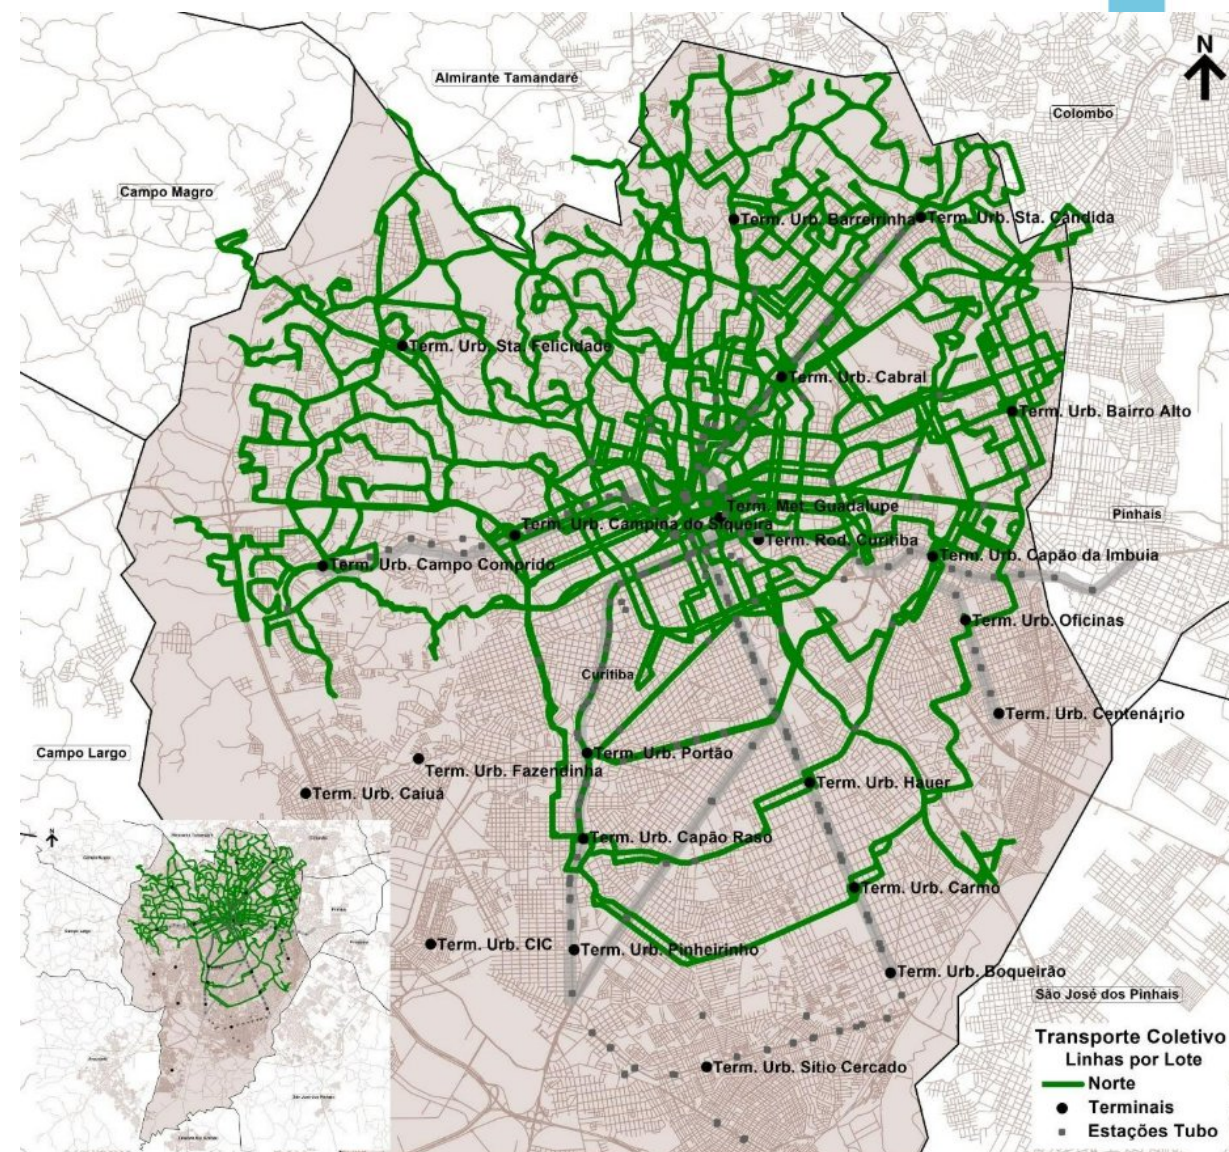 N
Almirante Tamandaré
Colombo
Campo Magro
Term. Urb. Barreirinha
Term. Urb. Sta. Cândida
Term. Urb. Sta. Felicidade
Term. Urb. Cabral
Term. Urb. Bairro Alto
Term. Met. Guadalupe
Pinhais
Term. Urb. Campina do Siqueira
Term. Rod. Curitiba
Term. Urb. Capão da Imbuia
Term. Urb. Campo Comprido
Term. Urb. Oficinas
Curitiba
Term. Urb. Centená¡rio
Campo Largo
Term. Urb. Portão
Term. Urb. Fazendinha
Term. Urb. Hauer
Term. Urb. Caiuá
Term. Urb. Capão Raso
Term. Urb. Carmo
Term. Urb. CIC
Term. Urb. Pinheirinho
Term. Urb. Boqueirão
São José dos Pinhais
Transporte Coletivo
Linhas por Lote
Term. Urb. Sítio Cercado
Norte
Terminais
Estações Tubo
N